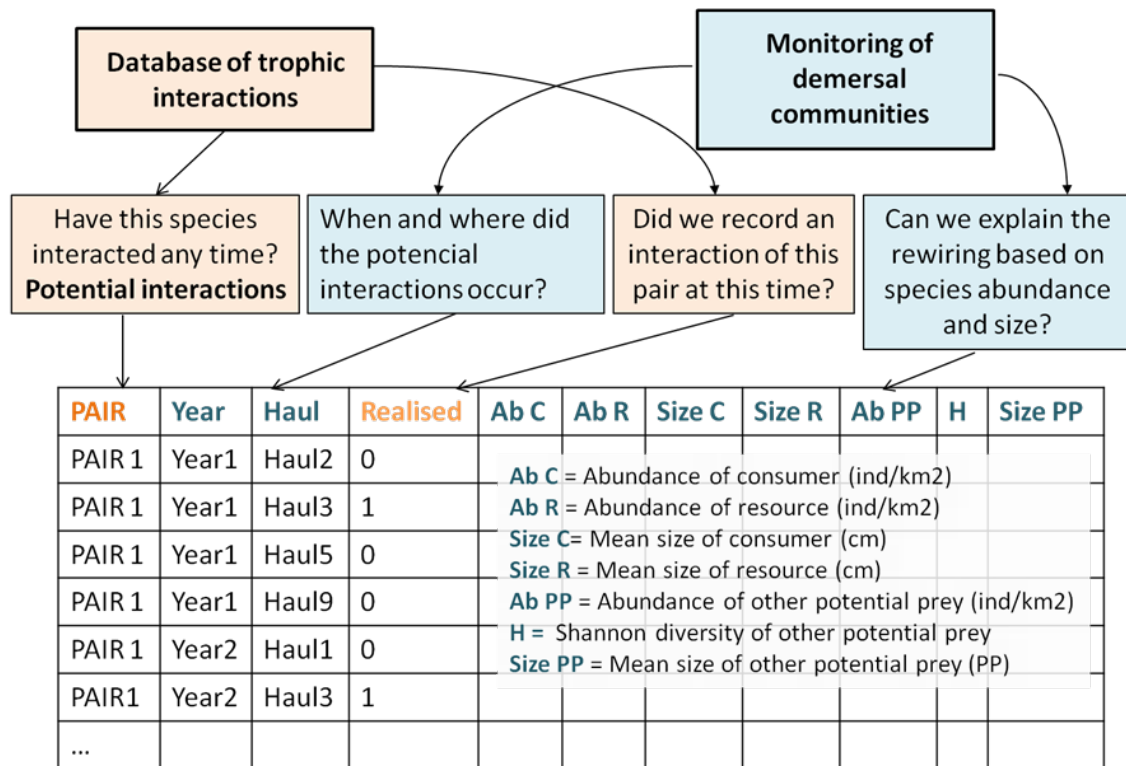 Database of trophic
interactions
Monitoring of
demersal
communities
Have this species
interacted any time?
Potential interactions
When and where did
the potencial
interactions occur?
Did we record an
interaction of this
pair at this time?
Can we explain the
rewiring based on
species abundance
and size?
PAIR Year Haul Realised Ab C Ab R Size C Size R Ab PP H Size PP
PAIR 1 Year1 Haul2 0
PAIR 1 Year1 Haul3 1
PAIR 1 Year1 Haul5 0
PAIR 1 Year1 Haul9 0
PAIR 1 Year2 Haul1 0
PAIR1 Year2 Haul3 1
...
Ab C = Abundance of consumer (ind/km2)
Ab R = Abundance of resource (ind/km2)
Size C= Mean size of consumer (cm)
Size R = Mean size of resource (cm)
Ab PP = Abundance of other potential prey (ind/km2)
H = Shannon diversity of other potential prey
Size PP = Mean size of other potential prey (PP)